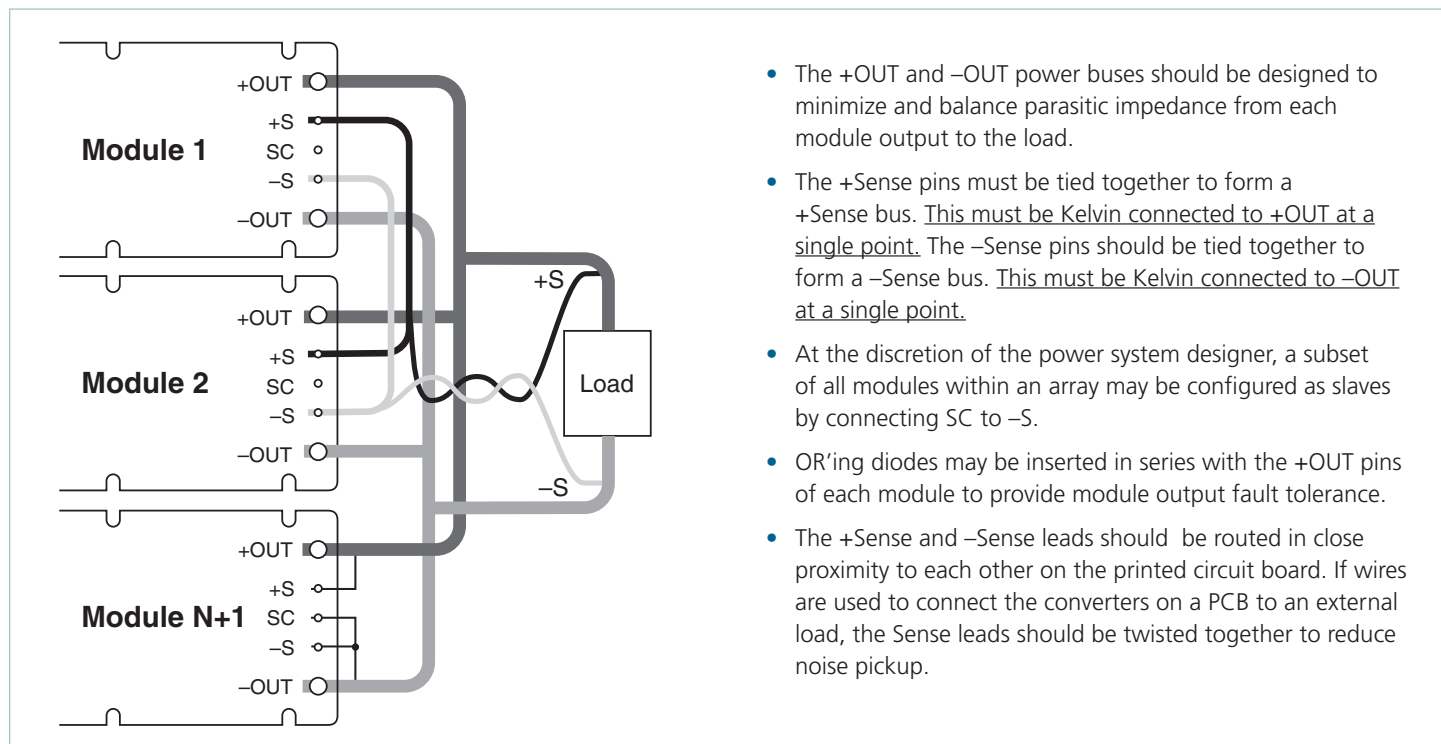 +OUT
+S
Module 1
SC
–S
–OUT
+OUT
+S
Module 2
SC
–S
–OUT
+OUT
+S
Module N+1
SC
–S
–OUT
+S
Load
–S
• The +OUT and –OUT power buses should be designed to
minimize and balance parasitic impedance from each
module output to the load.
• The +Sense pins must be tied together to form a
+Sense bus. This must be Kelvin connected to +OUT at a
single point. The –Sense pins should be tied together to
form a –Sense bus. This must be Kelvin connected to –OUT
at a single point.
• At the discretion of the power system designer, a subset
of all modules within an array may be configured as slaves
by connecting SC to –S.
• OR'ing diodes may be inserted in series with the +OUT pins
of each module to provide module output fault tolerance.
• The +Sense and –Sense leads should  be routed in close
proximity to each other on the printed circuit board. If wires
are used to connect the converters on a PCB to an external
load, the Sense leads should be twisted together to reduce
noise pickup.